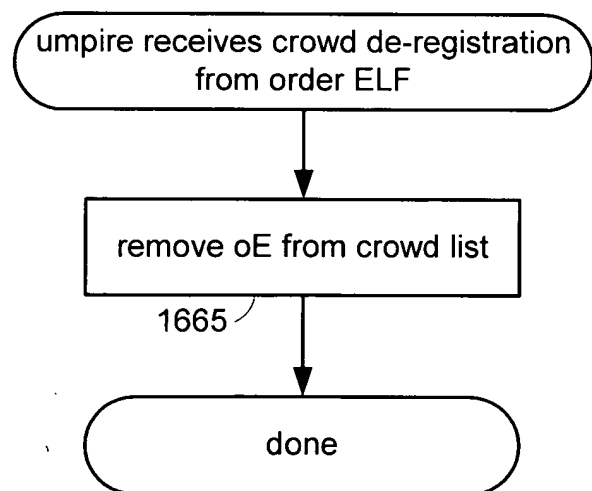 umpire receives crowd de-registration
from order ELF
remove oE from crowd list
1665
done